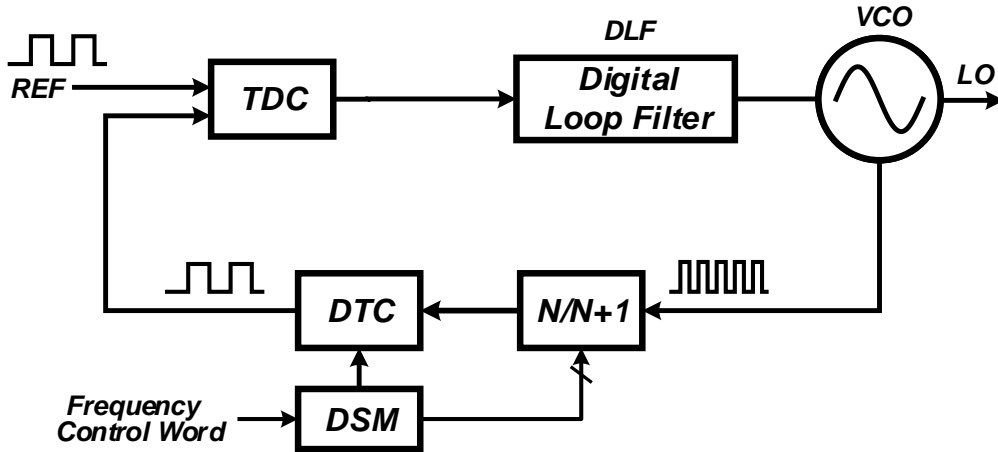 DLF
VCO
REF
TDC
Digital
Loop Filter
LO
DTC
N/N+1
Frequency
Control Word
DSM